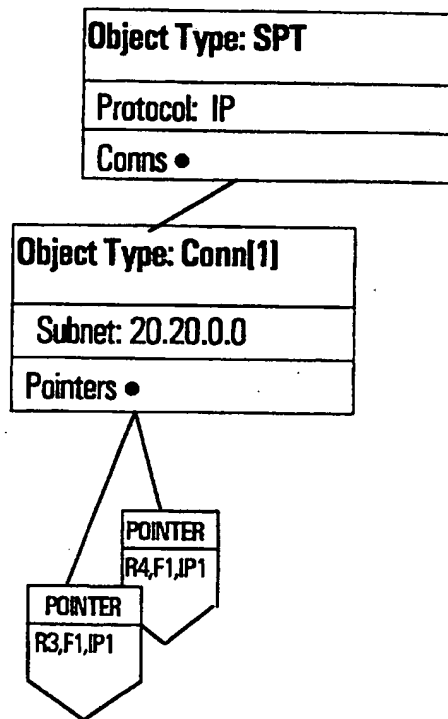 Object Type: SPT
Protocol: IP
Conns
Object Type: Conn[1]
Subnet: 20.20.0.0
Pointers
POINTER
R4,F1,IP1
POINTER
R3,F1,IP1